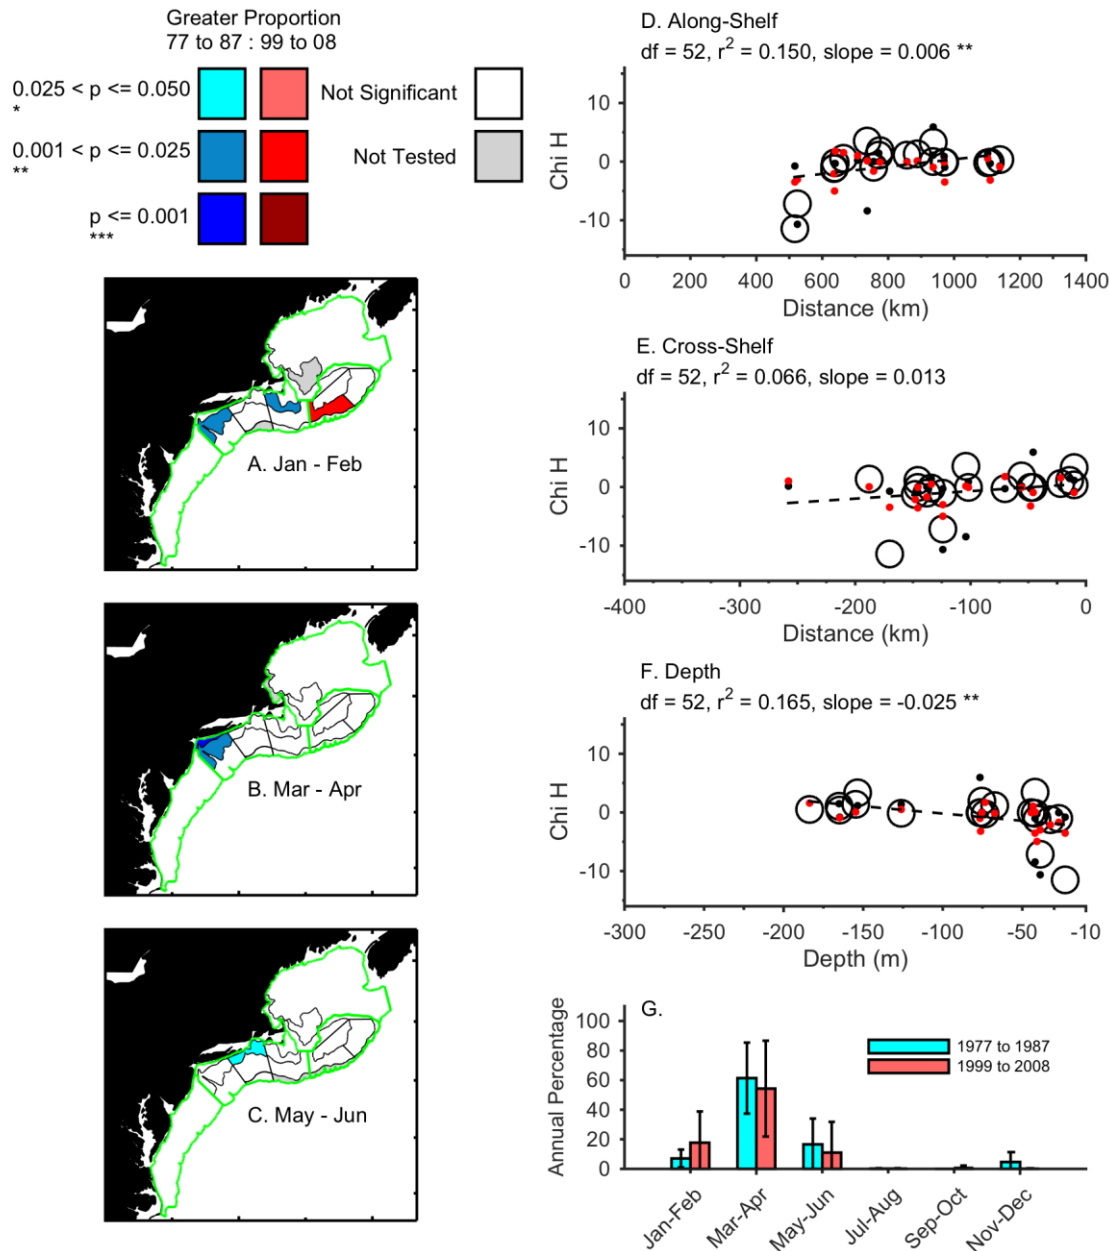 Greater Proportion
77 to 87 : 99 to 08
0.025 < p <= 0.050
*
0.001 < p <= 0.025
**
p <= 0.001
***
Not Significant
Not Tested
A. Jan - Feb
B. Mar - Apr
C. May - Jun
D. Along-Shelf
df = 52, r² = 0.150, slope = 0.006 **
Chi H
10
0
-10
0 200 400 600 800 1000 1200 1400
Distance (km)
E. Cross-Shelf
df = 52, r² = 0.066, slope = 0.013
Chi H
10
0
-10
-400 -300 -200 -100 0
Distance (km)
F. Depth
df = 52, r² = 0.165, slope = -0.025 **
Chi H
10
0
-10
-300 -250 -200 -150 -100 -50 -10
Depth (m)
G.
Annual Percentage
100
80
60
40
20
0
1977 to 1987
1999 to 2008
Jan-Feb
Mar-Apr
May-Jun
Jul-Aug
Sep-Oct
Nov-Dec